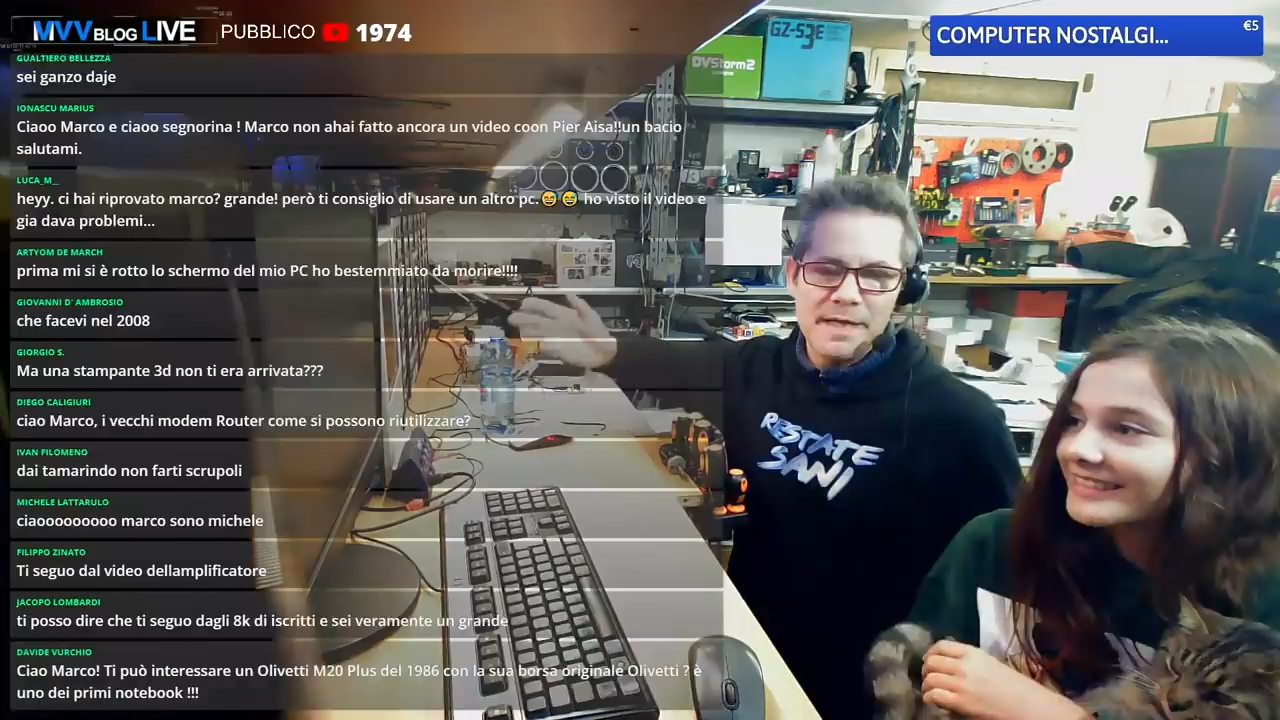 MVV BLOG LIVE PUBBLICO 1974
COMPUTER NOSTALGI... €5
GZ-S3E
DVStorm2
GUALTIERO BELLEZZA
sei ganzo daje
IONASCU MARIUS
Ciaoo Marco e ciaoo segnorina ! Marco non ahai fatto ancora un video coon Pier Aisa!!un bacio
salutami.
LUCA_M__
heyy. ci hai riprovato marco? grande! però ti consiglio di usare un altro pc.😅 😅 ho visto il video e
gia dava problemi...
ARTYOM DE MARCH
prima mi si è rotto lo schermo del mio PC ho bestemmiato da morire!!!!
GIOVANNI D' AMBROSIO
che facevi nel 2008
GIORGIO S.
Ma una stampante 3d non ti era arrivata???
DIEGO CALIGIURI
ciao Marco, i vecchi modem Router come si possono riutilizzare?
IVAN FILOMENO
dai tamarindo non farti scrupoli
MICHELE LATTARULO
ciaooooooooo marco sono michele
FILIPPO ZINATO
Ti seguo dal video dellamplificatore
JACOPO LOMBARDI
ti posso dire che ti seguo dagli 8k di iscritti e sei veramente un grande
DAVIDE VURCHIO
Ciao Marco! Ti può interessare un Olivetti M20 Plus del 1986 con la sua borsa originale Olivetti ? è
uno dei primi notebook !!!
RESTATE
SANI